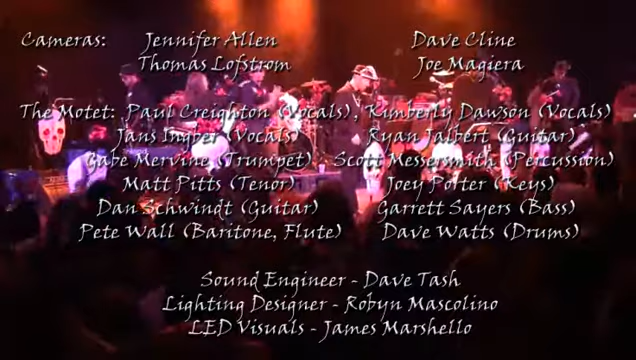 Cameras: Jennifer Allen Dave Cline
Thomas Lofstrom Joe Magiera
The Motet: Paul Creighton (Vocals), Kimberly Dawson (Vocals)
Jans Ingber (Vocals) Ryan Jalbert (Guitar)
Gabe Mervine (Trumpet) Scott Messersmith (Percussion)
Matt Pitts (Tenor) Joey Porter (Keys)
Dan Schwindt (Guitar) Garrett Sayers (Bass)
Pete Wall (Baritone, Flute) Dave Watts (Drums)
Sound Engineer - Dave Tash
Lighting Designer - Robyn Mascolino
LED Visuals - James Marshello